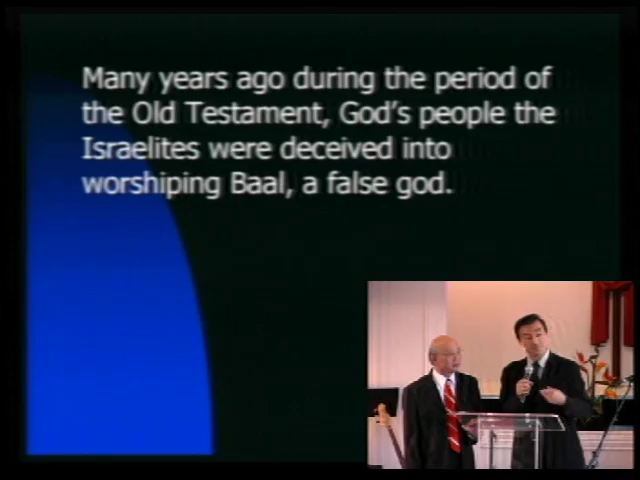 Many years ago during the period of
the Old Testament, God's people the
Israelites were deceived into
worshiping Baal, a false god.